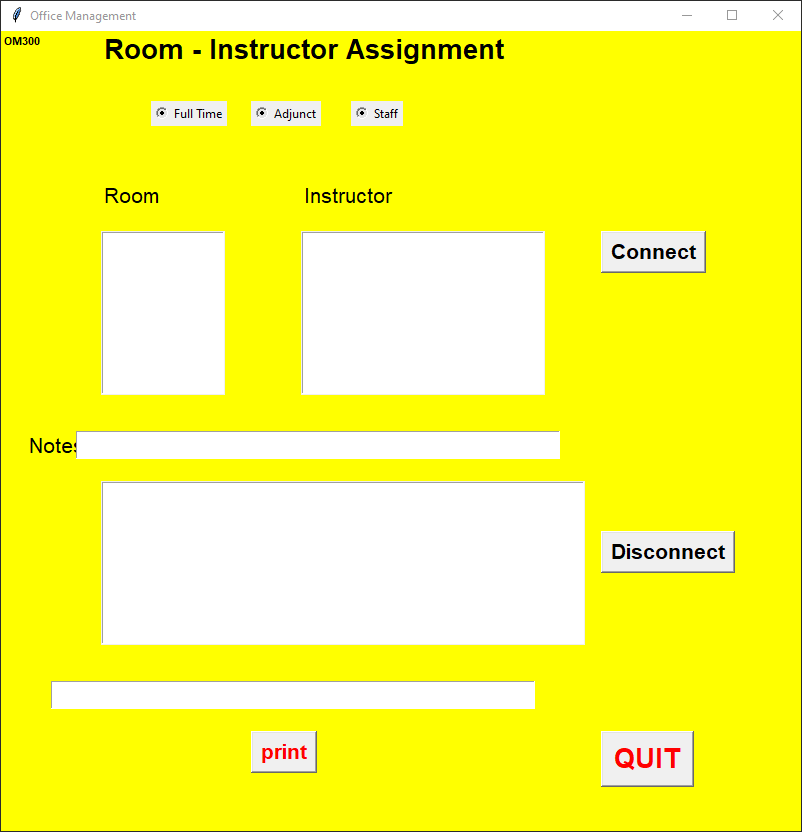 Office Management
OM300
Room - Instructor Assignment
Full Time Adjunct Staff
Room Instructor
Connect
Notes
Disconnect
print
QUIT